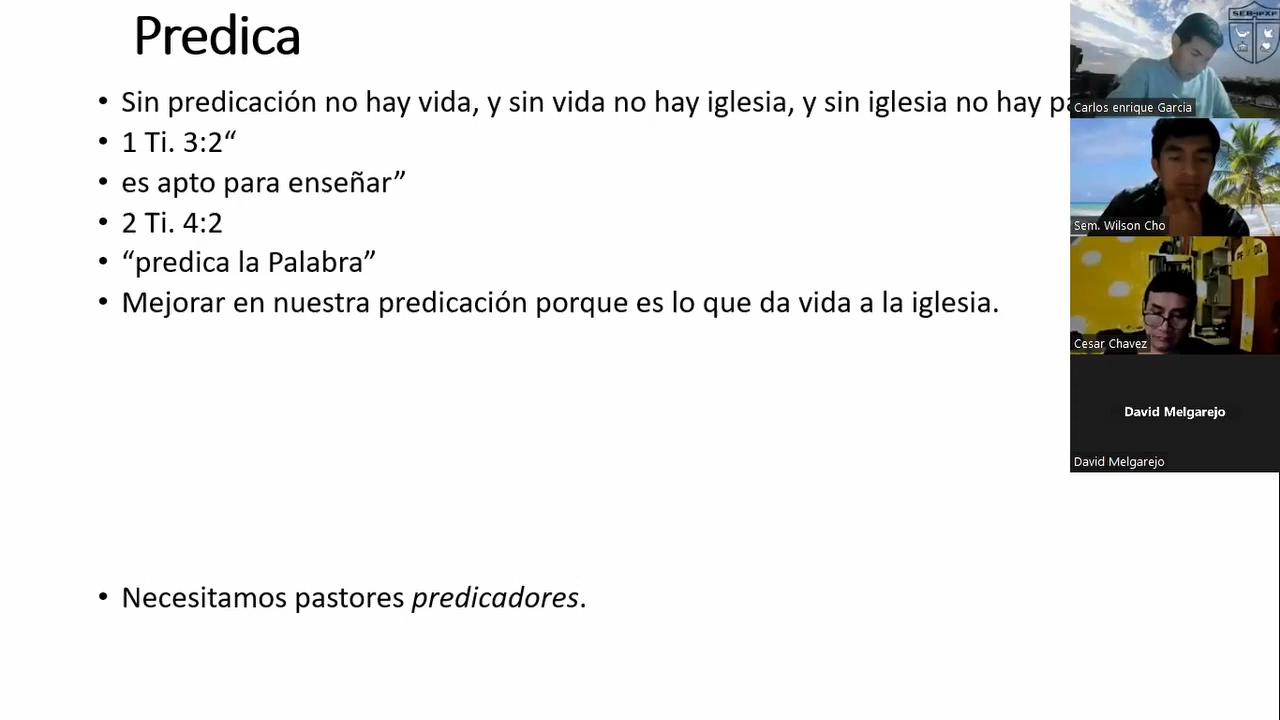 Predica
• Sin predicación no hay vida, y sin vida no hay iglesia, y sin iglesia no hay
• 1 Ti. 3:2“
• es apto para enseñar”
• 2 Ti. 4:2
• “predica la Palabra”
• Mejorar en nuestra predicación porque es lo que da vida a la iglesia.
• Necesitamos pastores predicadores.
Carlos enrique Garcia
Sem. Wilson Cho
Cesar Chavez
David Melgarejo
David Melgarejo